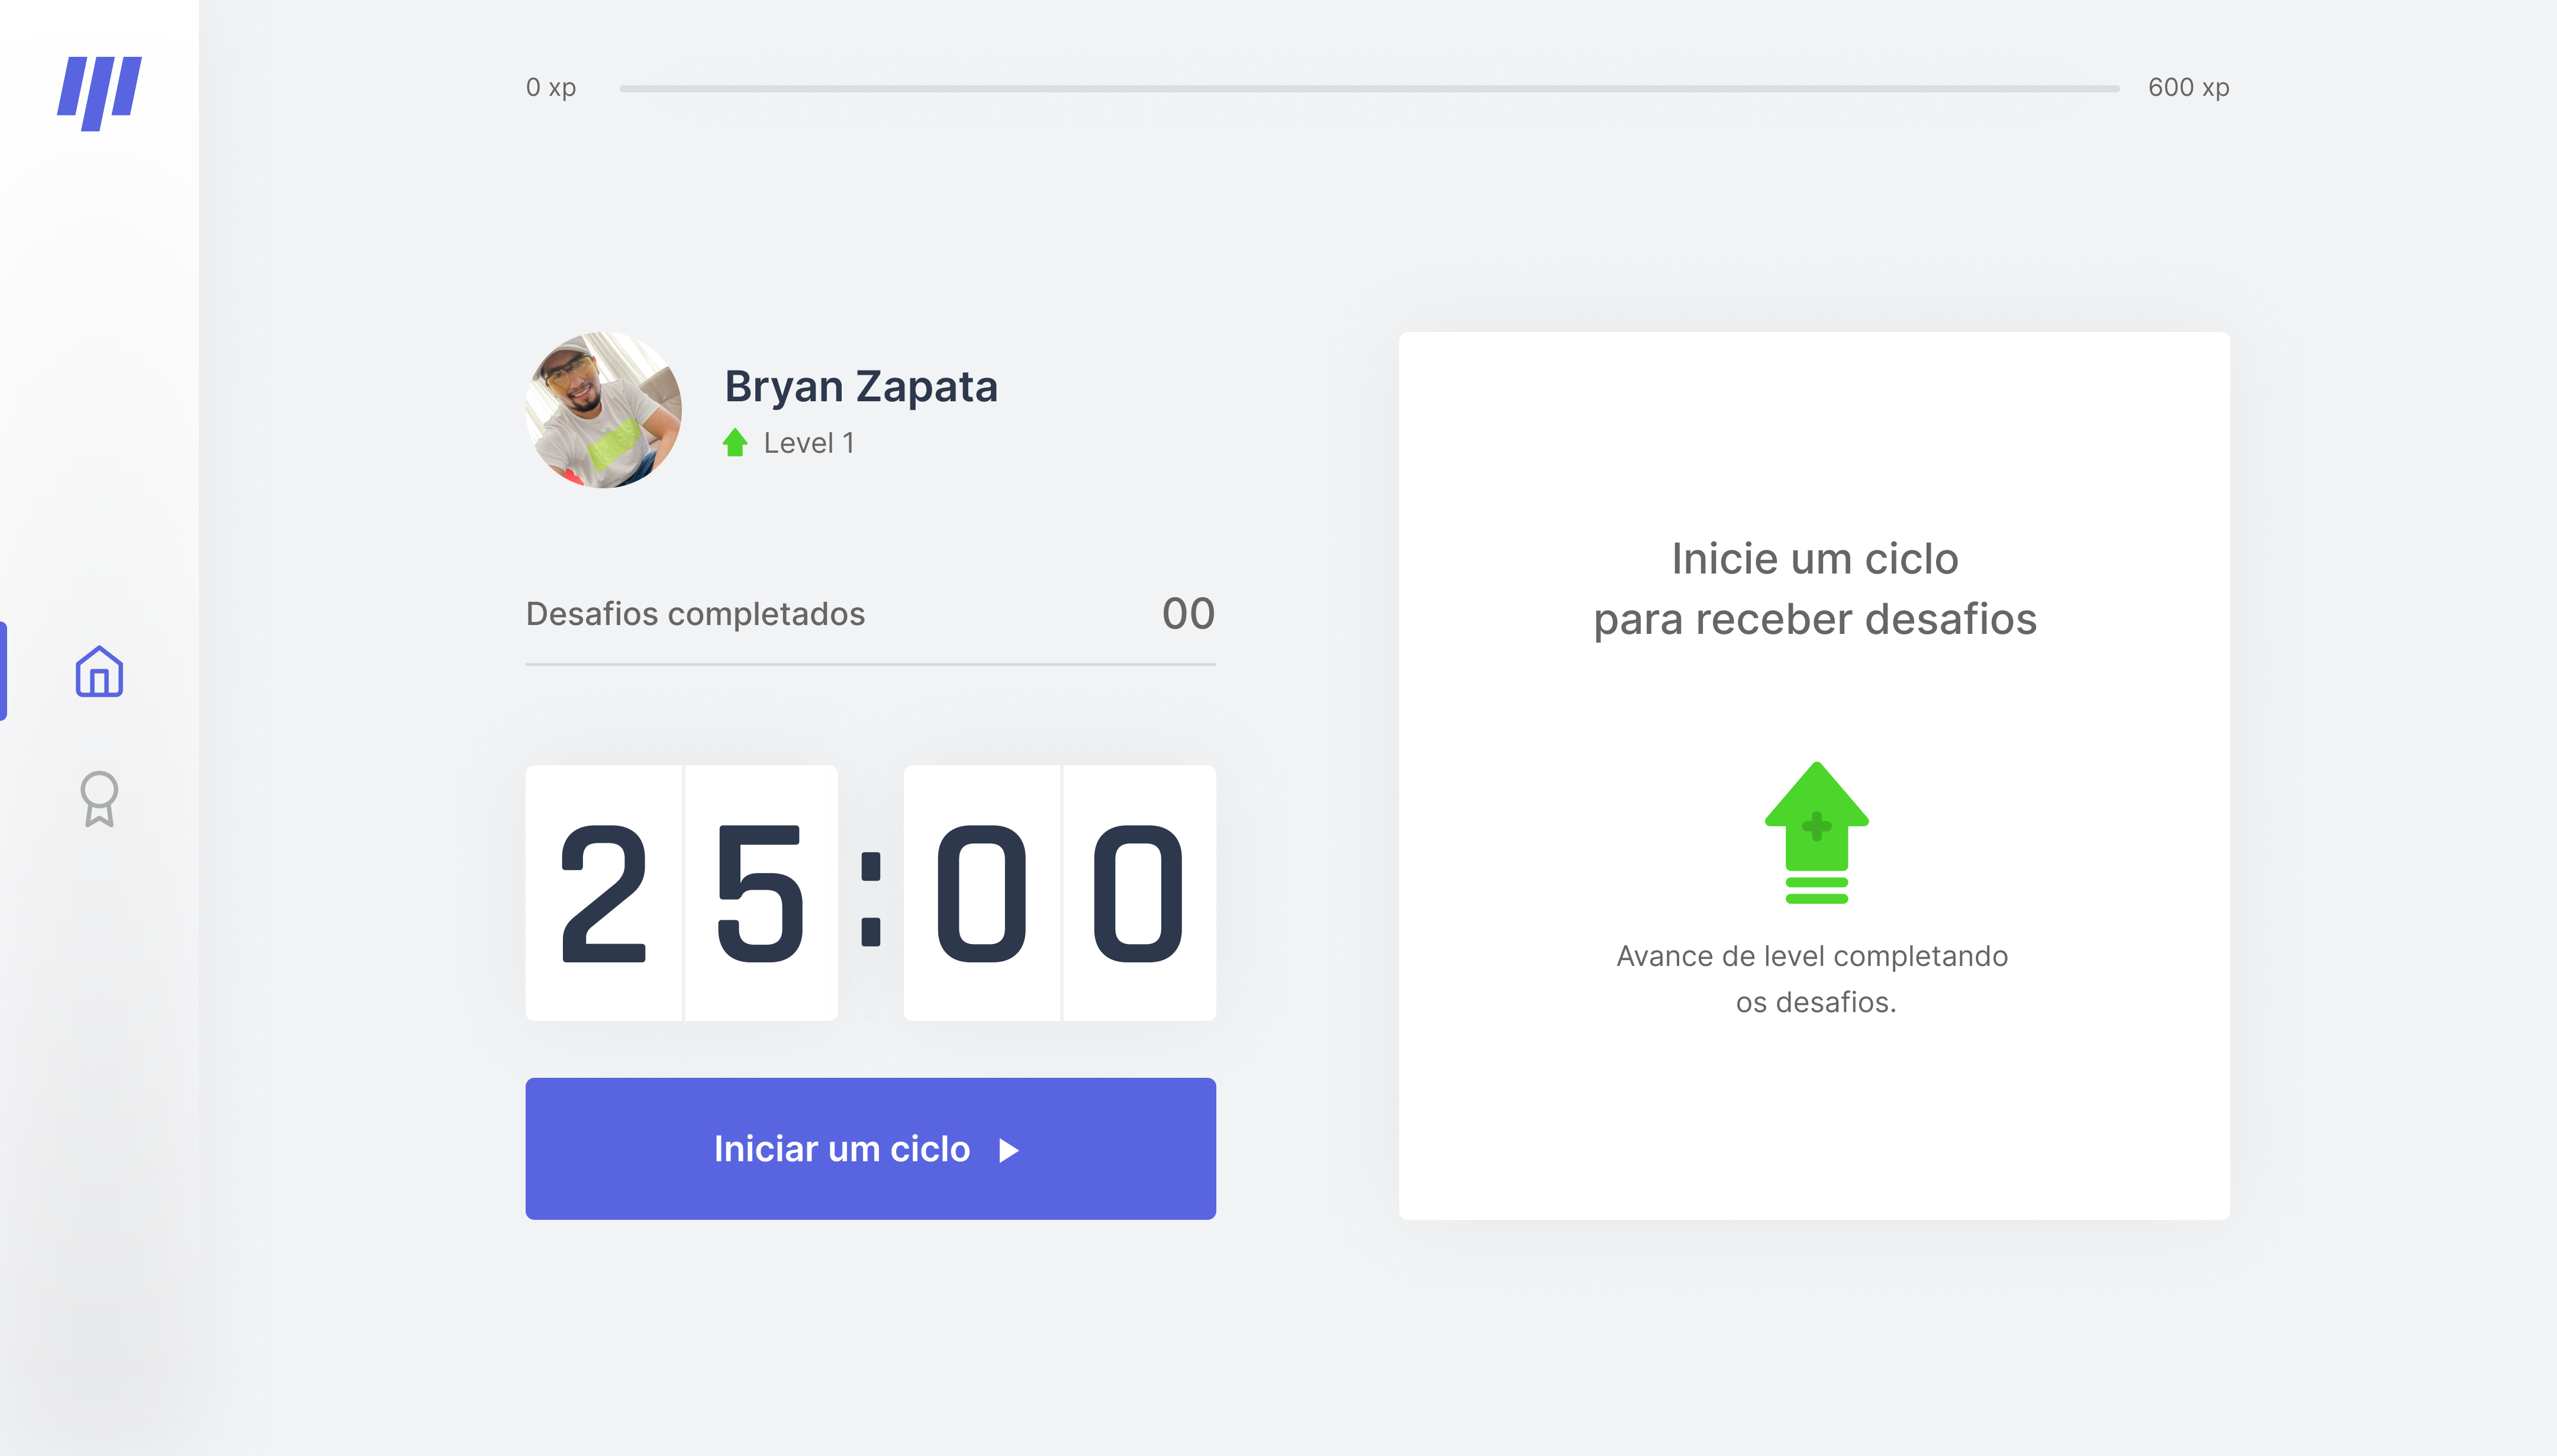 0 xp
600 xp
Bryan Zapata
Level 1
Desafios completados
00
25:00
Iniciar um ciclo
Inicie um ciclo
para receber desafios
Avance de level completando
os desafios.